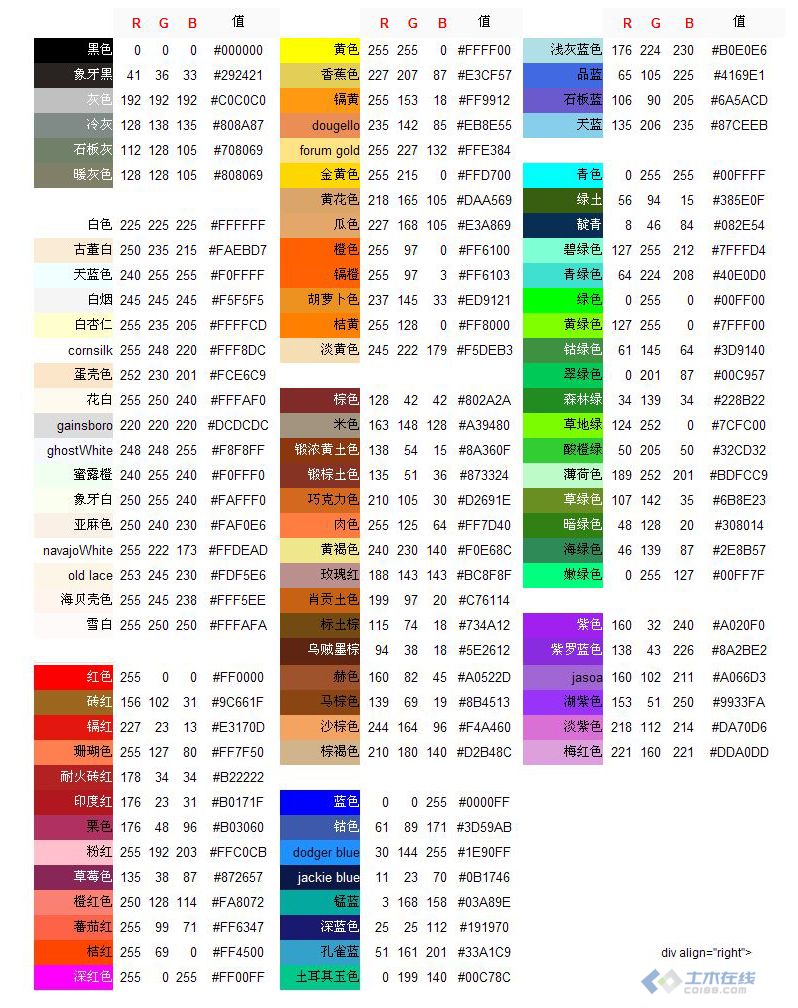 R G B 值
黑色 0 0 0 #000000
象牙黑 41 36 33 #292421
灰色 192 192 192 #C0C0C0
冷灰 128 138 135 #808A87
石板灰 112 128 105 #708069
暖灰色 128 128 105 #808069
白色 225 225 225 #FFFFFF
古董白 250 235 215 #FAEBD7
天蓝色 240 255 255 #F0FFFF
白烟 245 245 245 #F5F5F5
白杏仁 255 235 205 #FFFFCD
cornsilk 255 248 220 #FFF8DC
蛋壳色 252 230 201 #FCE6C9
花白 255 250 240 #FFFAF0
gainsboro 220 220 220 #DCDCDC
ghostWhite 248 248 255 #F8F8FF
蜜露橙 240 255 240 #F0FFF0
象牙白 250 255 240 #FAFFF0
亚麻色 250 240 230 #FAF0E6
navajoWhite 255 222 173 #FFDEAD
old lace 253 245 230 #FDF5E6
海贝壳色 255 245 238 #FFF5EE
雪白 255 250 250 #FFFAFA
红色 255 0 0 #FF0000
砖红 156 102 31 #9C661F
镉红 227 23 13 #E3170D
珊瑚色 255 127 80 #FF7F50
耐火砖红 178 34 34 #B22222
印度红 176 23 31 #B0171F
栗色 176 48 96 #B03060
粉红 255 192 203 #FFC0CB
草莓色 135 38 87 #872657
橙红色 250 128 114 #FA8072
蕃茄红 255 99 71 #FF6347
桔红 255 69 0 #FF4500
深红色 255 0 255 #FF00FF
R G B 值
黄色 255 255 0 #FFFF00
香蕉色 227 207 87 #E3CF57
镉黄 255 153 18 #FF9912
dougello 235 142 85 #EB8E55
forum gold 255 227 132 #FFE384
金黄色 255 215 0 #FFD700
黄花色 218 165 105 #DAA569
瓜色 227 168 105 #E3A869
橙色 255 97 0 #FF6100
镉橙 255 97 3 #FF6103
胡萝卜色 237 145 33 #ED9121
桔黄 255 128 0 #FF8000
淡黄色 245 222 179 #F5DEB3
棕色 128 42 42 #802A2A
米色 163 148 128 #A39480
锻浓黄土色 138 54 15 #8A360F
锻棕土色 135 51 36 #873324
巧克力色 210 105 30 #D2691E
肉色 255 125 64 #FF7D40
黄褐色 240 230 140 #F0E68C
玫瑰红 188 143 143 #BC8F8F
肖贡土色 199 97 20 #C76114
标土棕 115 74 18 #734A12
乌贼墨棕 94 38 18 #5E2612
赫色 160 82 45 #A0522D
马棕色 139 69 19 #8B4513
沙棕色 244 164 96 #F4A460
棕褐色 210 180 140 #D2B48C
蓝色 0 0 255 #0000FF
钴色 61 89 171 #3D59AB
dodger blue 30 144 255 #1E90FF
jackie blue 11 23 70 #0B1746
锰蓝 3 168 158 #03A89E
深蓝色 25 25 112 #191970
孔雀蓝 51 161 201 #33A1C9
土耳其玉色 0 199 140 #00C78C
R G B 值
浅灰蓝色 176 224 230 #B0E0E6
品蓝 65 105 225 #4169E1
石板蓝 106 90 205 #6A5ACD
天蓝 135 206 235 #87CEEB
青色 0 255 255 #00FFFF
绿土 56 94 15 #385E0F
靛青 8 46 84 #082E54
碧绿色 127 255 212 #7FFFD4
青绿色 64 224 208 #40E0D0
绿色 0 255 0 #00FF00
黄绿色 127 255 0 #7FFF00
钴绿色 61 145 64 #3D9140
翠绿色 0 201 87 #00C957
森林绿 34 139 34 #228B22
草地绿 124 252 0 #7CFC00
酸橙绿 50 205 50 #32CD32
薄荷色 189 252 201 #BDFCC9
草绿色 107 142 35 #6B8E23
暗绿色 48 128 20 #308014
海绿色 46 139 87 #2E8B57
嫩绿色 0 255 127 #00FF7F
紫色 160 32 240 #A020F0
紫罗蓝色 138 43 226 #8A2BE2
jasoa 160 102 211 #A066D3
湖紫色 153 51 250 #9933FA
淡紫色 218 112 214 #DA70D6
梅红色 221 160 221 #DDA0DD
div align="right">
土木在线
coi88.com